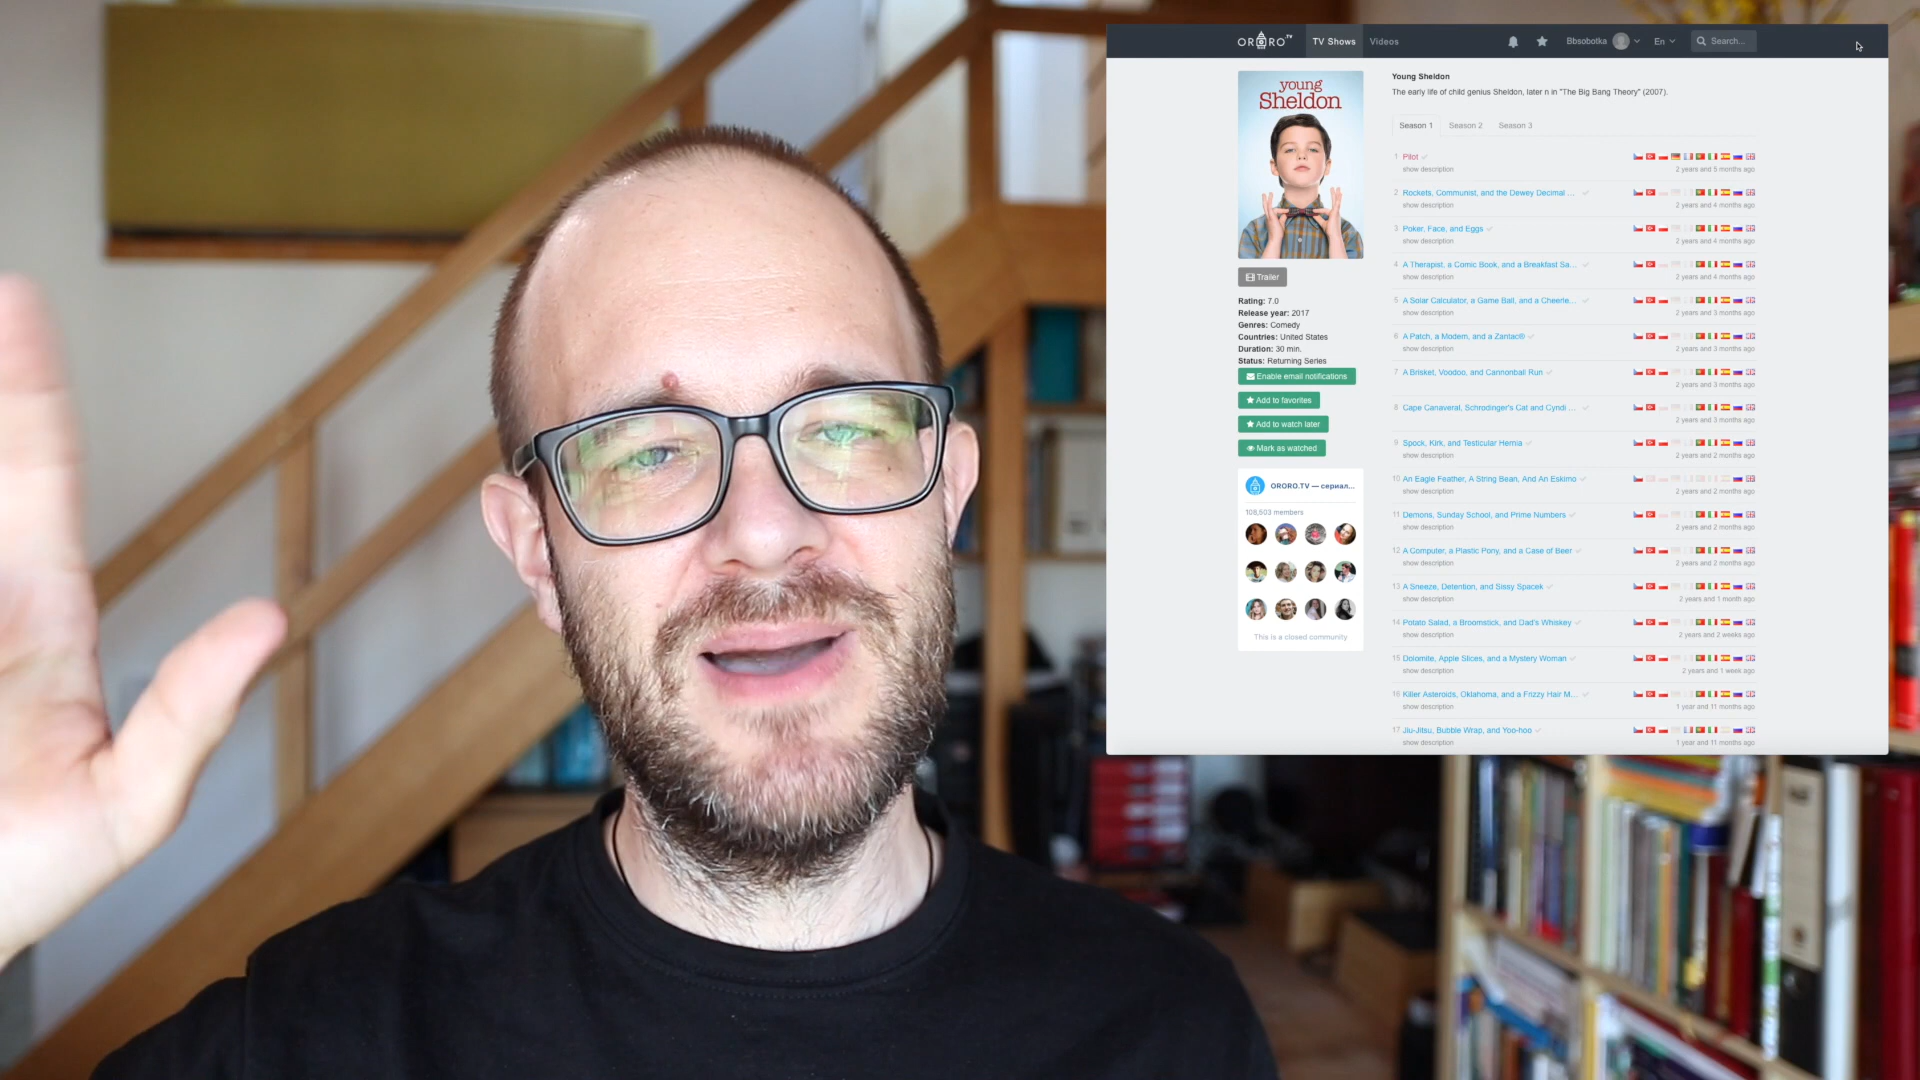 ORORO TV
TV Shows
Videos
Bbsobotka
En
Search...
young
Sheldon
Trailer
Rating: 7.0
Release year: 2017
Genres: Comedy
Countries: United States
Duration: 30 min.
Status: Returning Series
Enable email notifications
Add to favorites
Add to watch later
Mark as watched
ORORO.TV — сериал...
108,503 members
This is a closed community
Young Sheldon
The early life of child genius Sheldon, later n in "The Big Bang Theory" (2007).
Season 1 Season 2 Season 3
1 Pilot
show description 2 years and 5 months ago
2 Rockets, Communist, and the Dewey Decimal ...
show description 2 years and 4 months ago
3 Poker, Face, and Eggs
show description 2 years and 4 months ago
4 A Therapist, a Comic Book, and a Breakfast Sa...
show description 2 years and 4 months ago
5 A Solar Calculator, a Game Ball, and a Cheerle...
show description 2 years and 3 months ago
6 A Patch, a Modem, and a Zantac®
show description 2 years and 3 months ago
7 A Brisket, Voodoo, and Cannonball Run
show description 2 years and 3 months ago
8 Cape Canaveral, Schrodinger's Cat and Cyndi ...
show description 2 years and 3 months ago
9 Spock, Kirk, and Testicular Hernia
show description 2 years and 2 months ago
10 An Eagle Feather, A String Bean, And An Eskimo
show description 2 years and 2 months ago
11 Demons, Sunday School, and Prime Numbers
show description 2 years and 2 months ago
12 A Computer, a Plastic Pony, and a Case of Beer
show description 2 years and 2 months ago
13 A Sneeze, Detention, and Sissy Spacek
show description 2 years and 1 month ago
14 Potato Salad, a Broomstick, and Dad's Whiskey
show description 2 years and 2 weeks ago
15 Dolomite, Apple Slices, and a Mystery Woman
show description 2 years and 1 week ago
16 Killer Asteroids, Oklahoma, and a Frizzy Hair M...
show description 1 year and 11 months ago
17 Jiu-Jitsu, Bubble Wrap, and Yoo-hoo
show description 1 year and 11 months ago